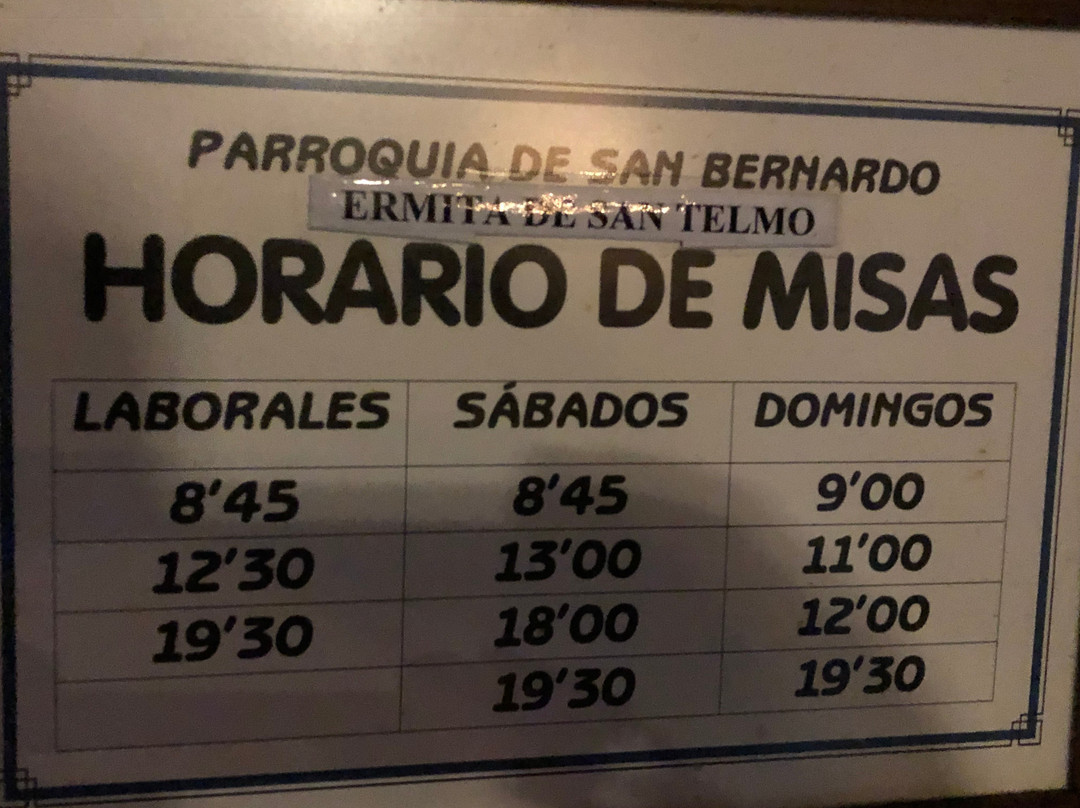 PARROQUIA DE SAN BERNARDO
ERMITA DE SAN TELMO
HORARIO DE MISAS
LABORALES SÁBADOS DOMINGOS
8'45 8'45 9'00
12'30 13'00 11'00
19'30 18'00 12'00
19'30 19'30